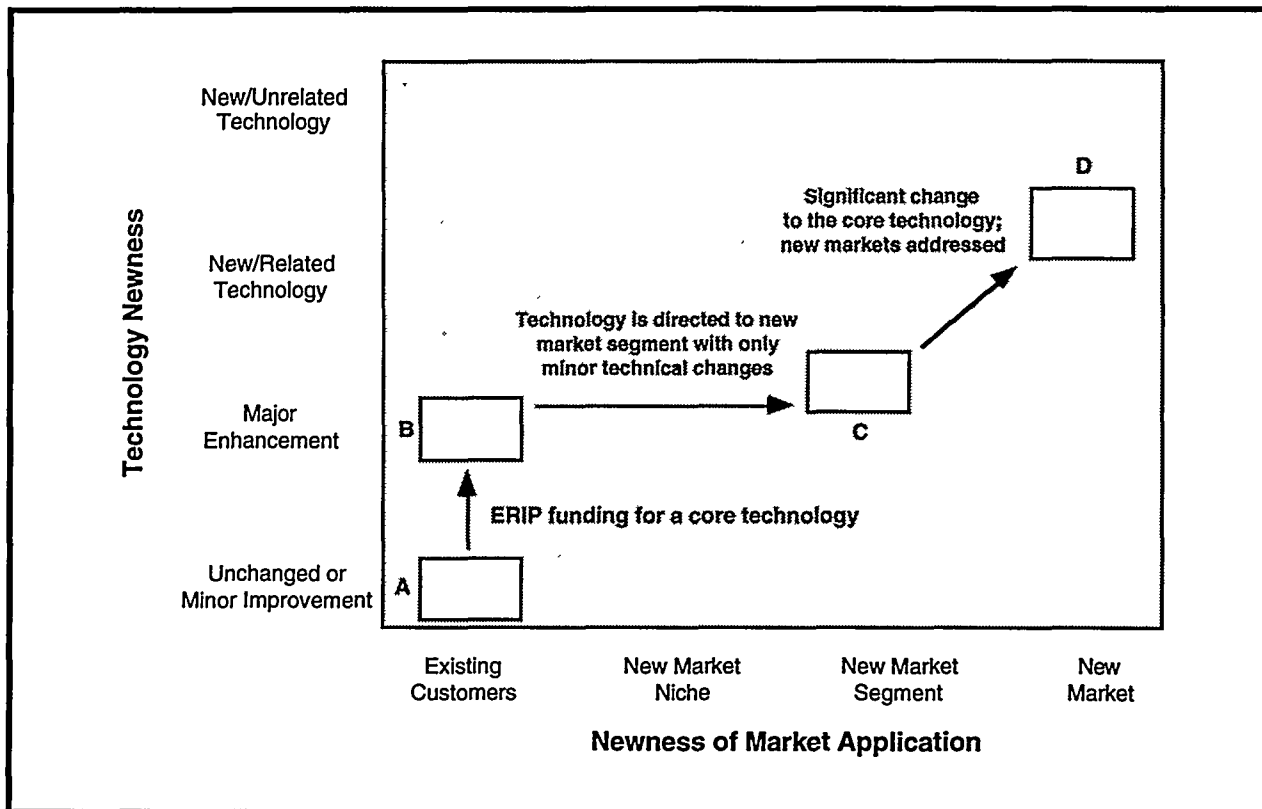 New/Unrelated
Technology
D
Significant change
to the core technology;
new markets addressed
New/Related
Technology
Technology Newness
Technology is directed to new
market segment with only
minor technical changes
Major
Enhancement
B
C
ERIP funding for a core technology
Unchanged or
Minor Improvement
A
Existing
Customers
New Market
Niche
New Market
Segment
New
Market
Newness of Market Application